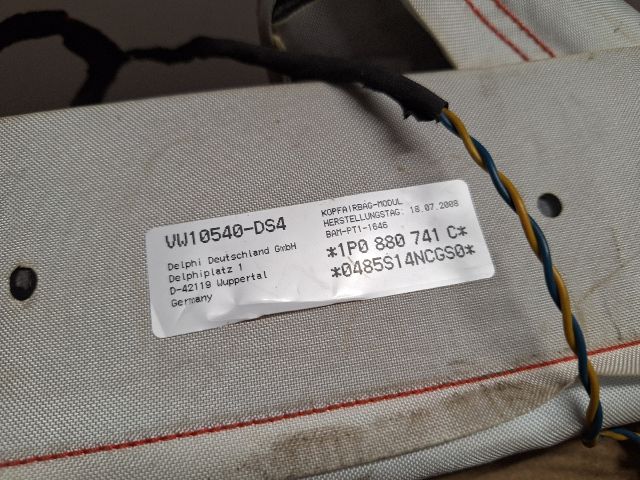 VW10540-DS4
Delphi Deutschland GmbH
Delphiplatz 1
D-42119 Wuppertal
Germany
KOPFAIRBAG-MODUL
HERSTELLUNGSTAG: 18.07.2008
BAM-PT1-1646
*1P0 880 741 C*
*0485S14NCGS0*